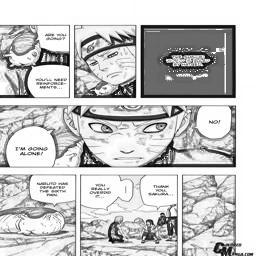 ARE YOU
GOING?
YOU'LL NEED
REINFORCE-
MENTS...
NO!
I'M GOING
ALONE!
NARUTO HAS
DEFEATED
THE SIXTH
PAIN.
YOU
REALLY
OVERDID
IT...
THANK
YOU,
SAKURA...